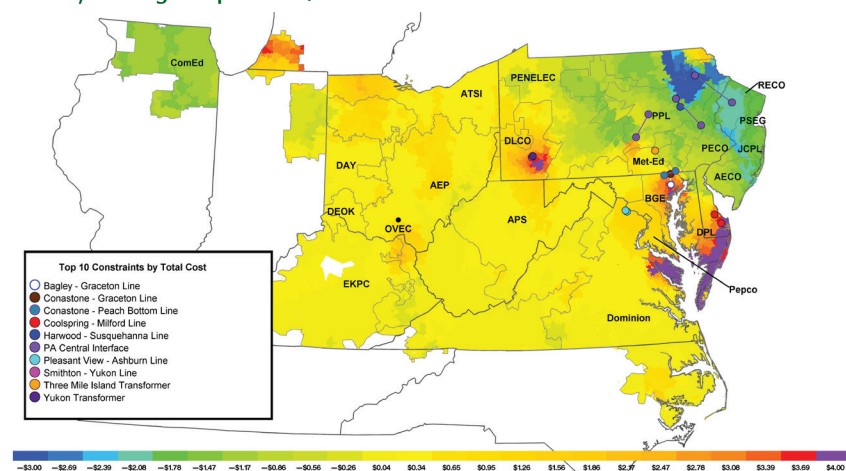 ComEd
ATSI
PENELEC
RECO
PPL
PSEG
DLCO
PECO
JCPL
Met-Ed
DAY
AEP
AECO
DEOK
BGE
OVEC
APS
DPL
EKPC
Pepco
Dominion
Top 10 Constraints by Total Cost
Bagley - Graceton Line
Conastone - Graceton Line
Conastone - Peach Bottom Line
Coolspring - Milford Line
Harwood - Susquehanna Line
PA Central Interface
Pleasant View - Ashburn Line
Smithton - Yukon Line
Three Mile Island Transformer
Yukon Transformer
–$3.00 –$2.69 –$2.39 –$2.08 –$1.78 –$1.47 –$1.17 –$0.86 –$0.56 –$0.26 $0.04 $0.34 $0.65 $0.95 $1.26 $1.56 $1.86 $2.47 $2.78 $3.08 $3.39 $3.69 $4.00